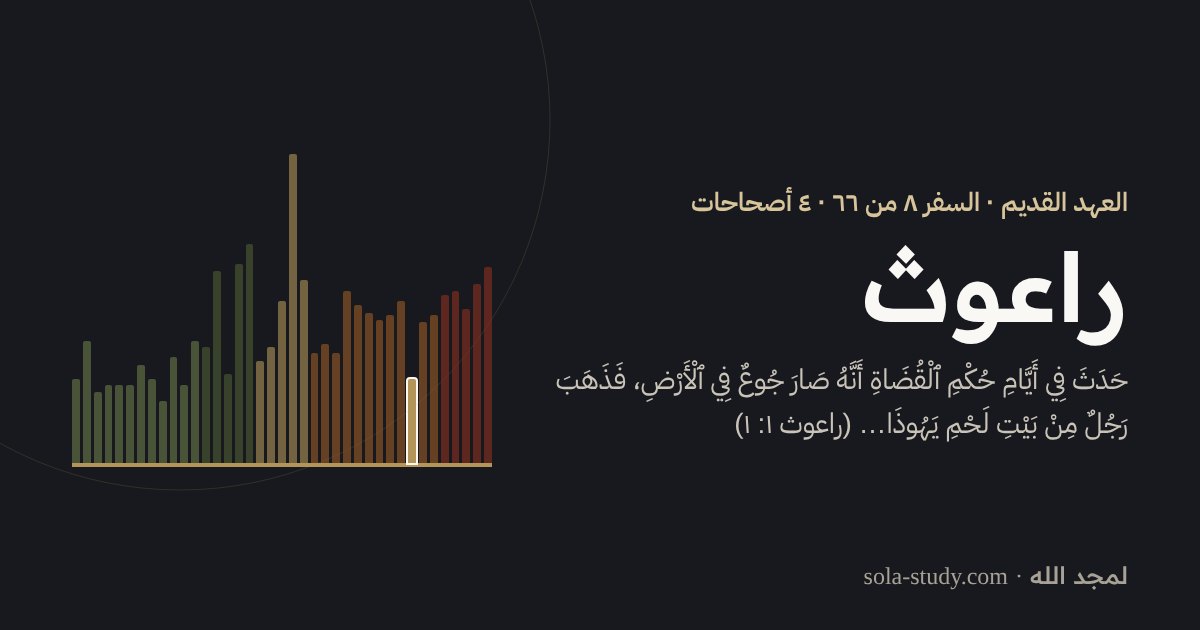 العهد القديم · السفر ٨ من ٦٦ · ٤ أصحاحات
راعوث
حَدَثَ فِي أَيَّامِ حُكْمِ ٱلْقُضَاةِ أَنَّهُ صَارَ جُوعٌ فِي ٱلْأَرْضِ، فَذَهَبَ
رَجُلٌ مِنْ بَيْتِ لَحْمِ يَهُوذَا… (راعوث ١: ١)
لمجد الله · sola-study.com